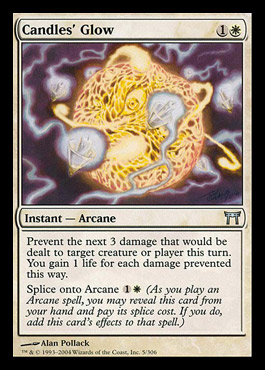 Candles' Glow 1
Instant — Arcane
Prevent the next 3 damage that would be
dealt to target creature or player this turn.
You gain 1 life for each damage prevented
this way.
Splice onto Arcane 1 (As you play an
Arcane spell, you may reveal this card from
your hand and pay its splice cost. If you do,
add this card's effects to that spell.)
Alan Pollack
™ & © 1993-2004 Wizards of the Coast, Inc. 5/306